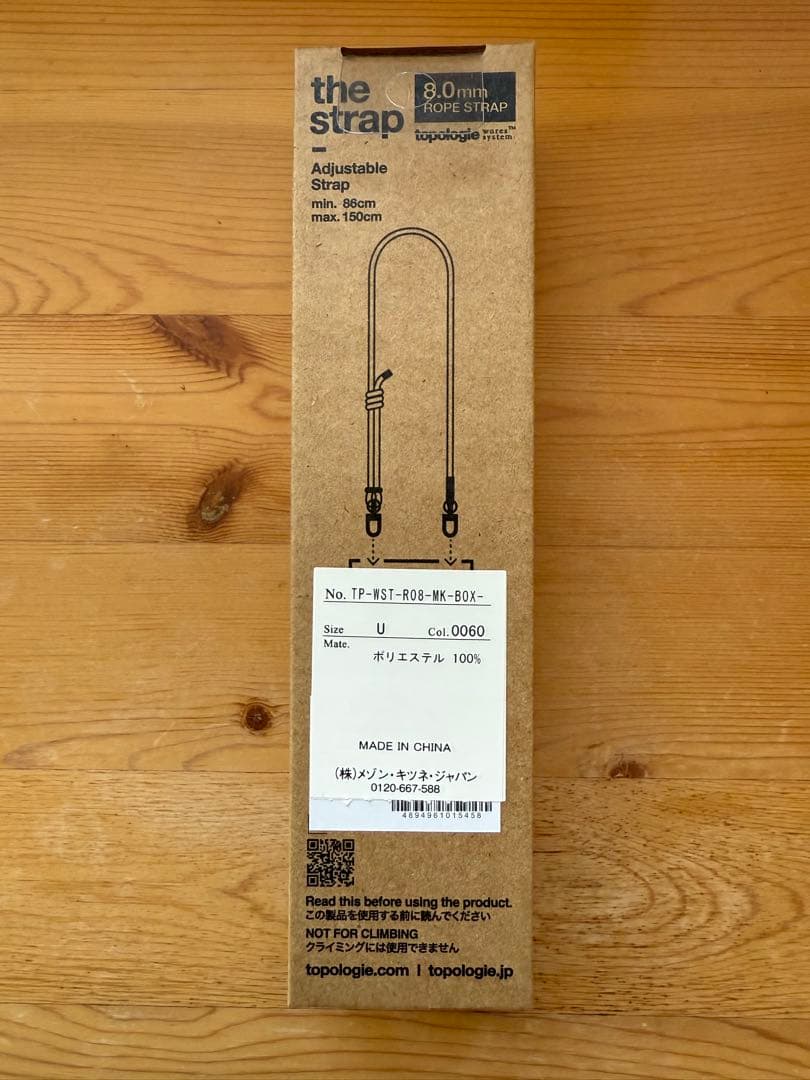 the
strap
8.0mm
ROPE STRAP
topologie wares™
system
Adjustable
Strap
min. 86cm
max. 150cm
No. TP-WST-R08-MK-BOX-
Size U Col. 0060
Mate.
ポリエステル 100%
MADE IN CHINA
(株)メゾン・キツネ・ジャパン
0120-667-588
4894961015458
Read this before using the product.
この製品を使用する前に読んでください
NOT FOR CLIMBING
クライミングには使用できません
topologie.com | topologie.jp